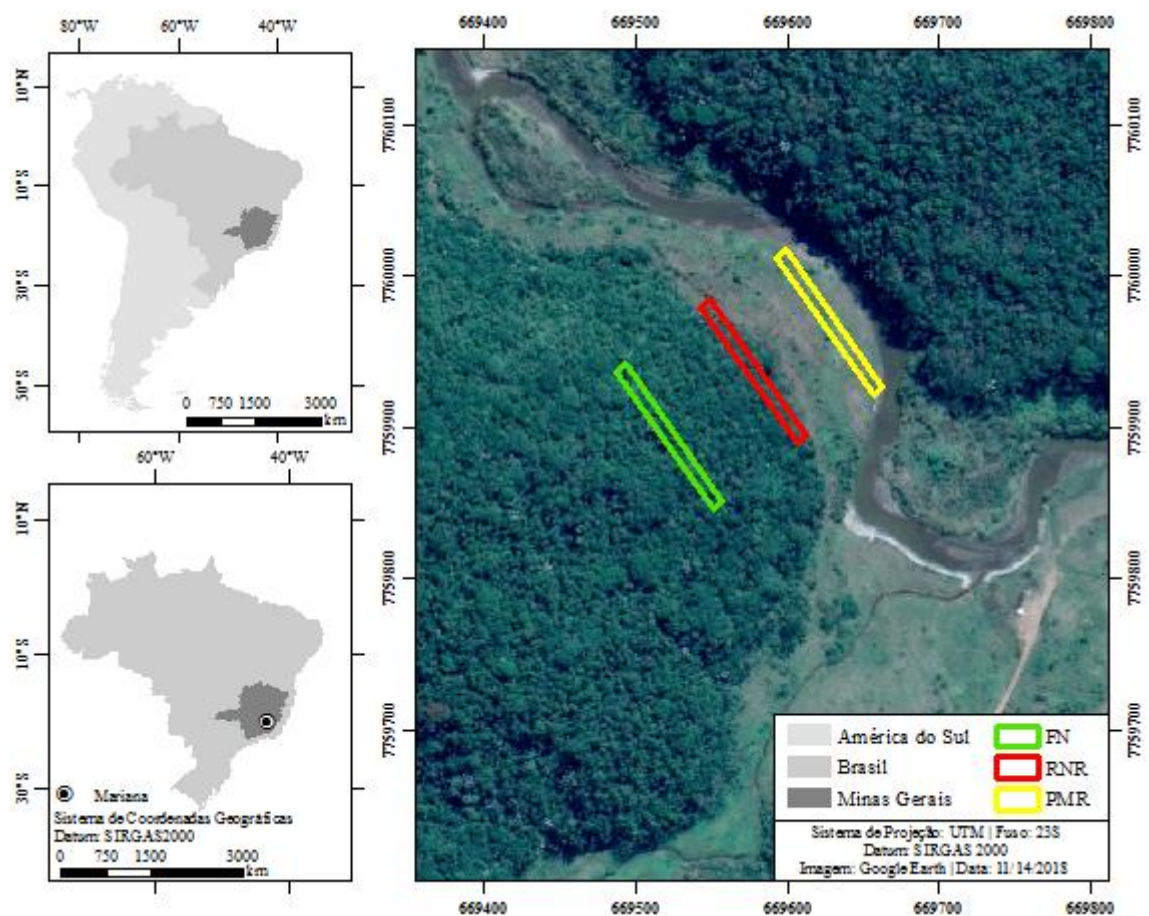 80°W 60°W 40°W
10°N
10°S
30°S
50°S
0 750 1500 3000
km
60°W 40°W
10°N
10°S
30°S
Mariana
Sistema de Coordenadas Geográficas
Datum: SIRGAS2000
0 750 1500 3000
km
669400 669500 669600 669700 669800
7760100 7760100
7760000 7760000
7759900 7759900
7759800 7759800
7759700 7759700
América do Sul FN
Brasil RNR
Minas Gerais PMR
Sistema de Projeção: UTM | Fuso: 23S
Datum: SIRGAS 2000
Imagem: Google Earth | Data: 11/14/2018
669400 669500 669600 669700 669800